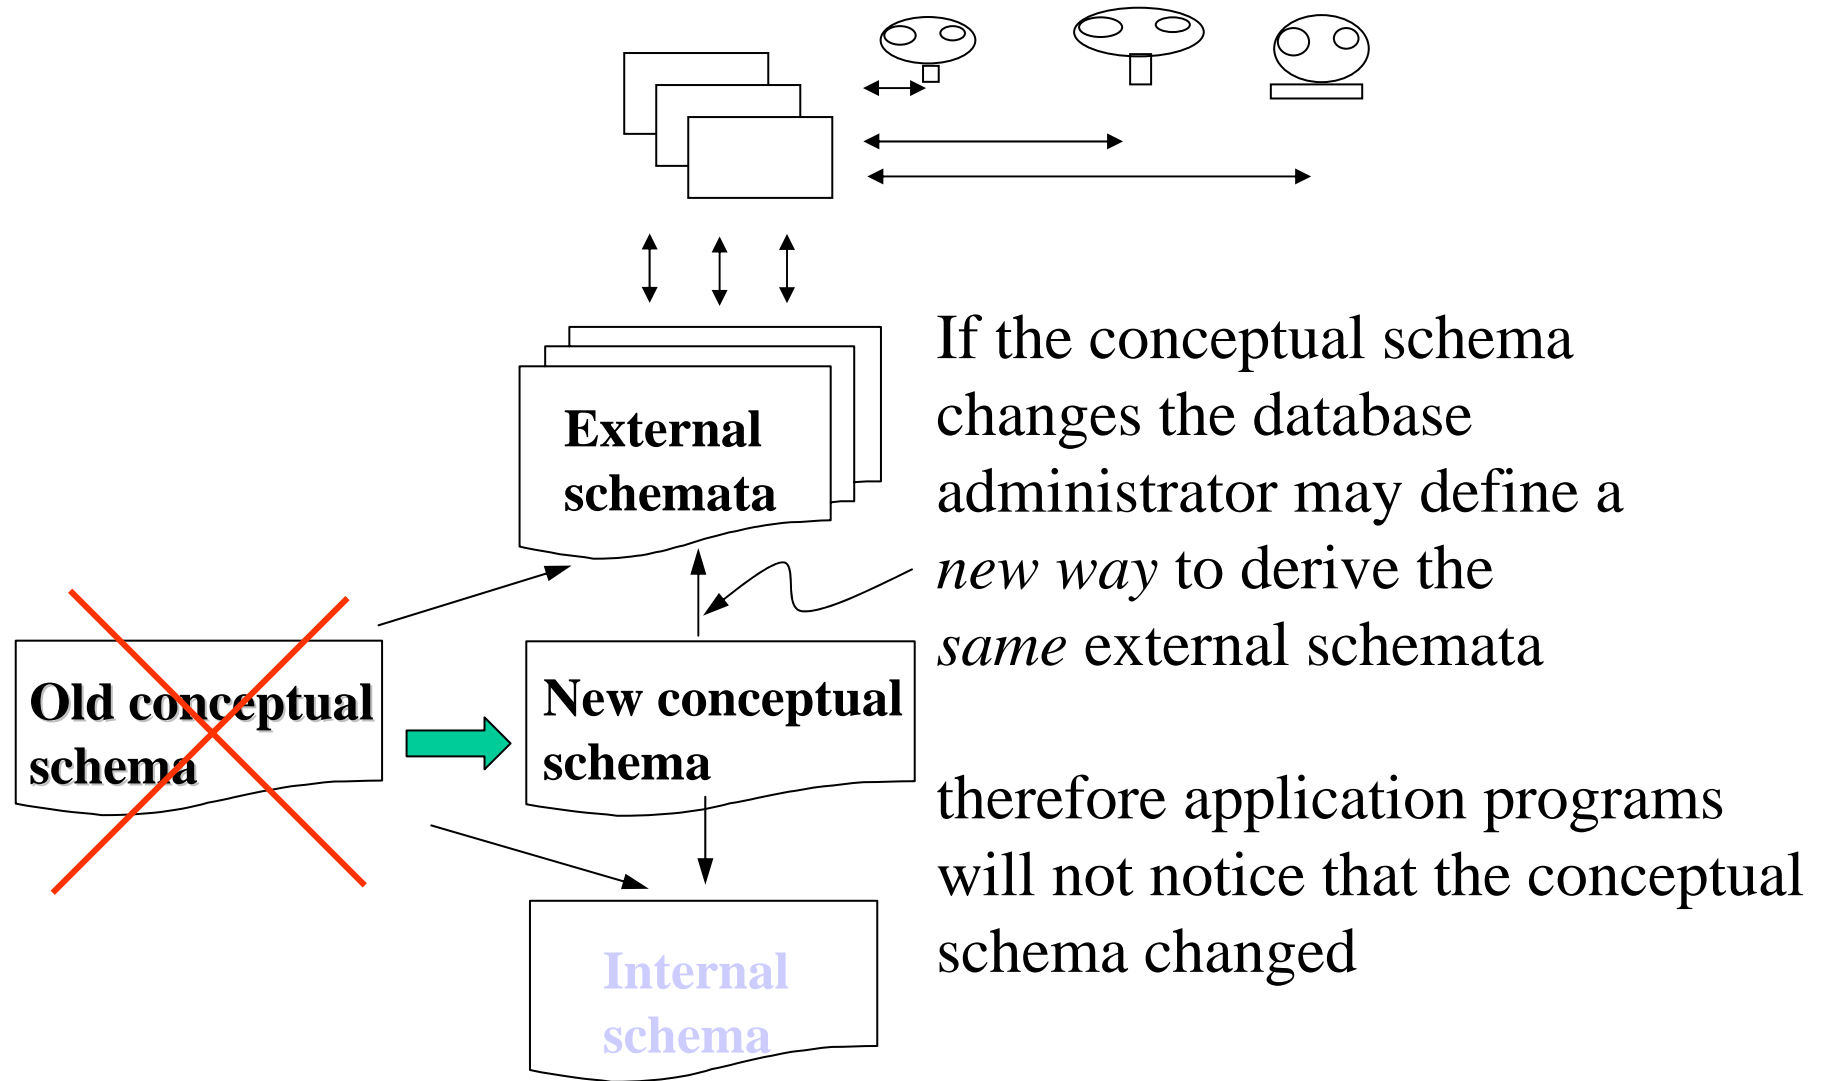 External
schemata
If the conceptual schema
changes the database
administrator may define a
new way to derive the
same external schemata
Old conceptual
schema
New conceptual
schema
therefore application programs
will not notice that the conceptual
schema changed
Internal
schema